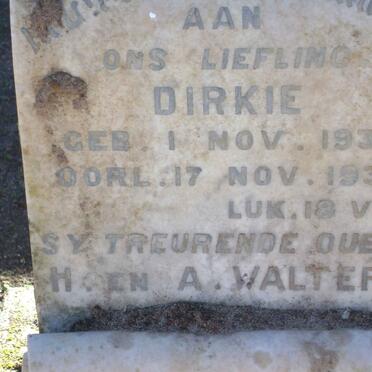 AAN
ONS LIEFLING
DIRKIE
GEB. 1 NOV. 193
OORL. 17 NOV. 193
LUK. 18 V
SY TREURENDE OUE
H. EN A. WALTER